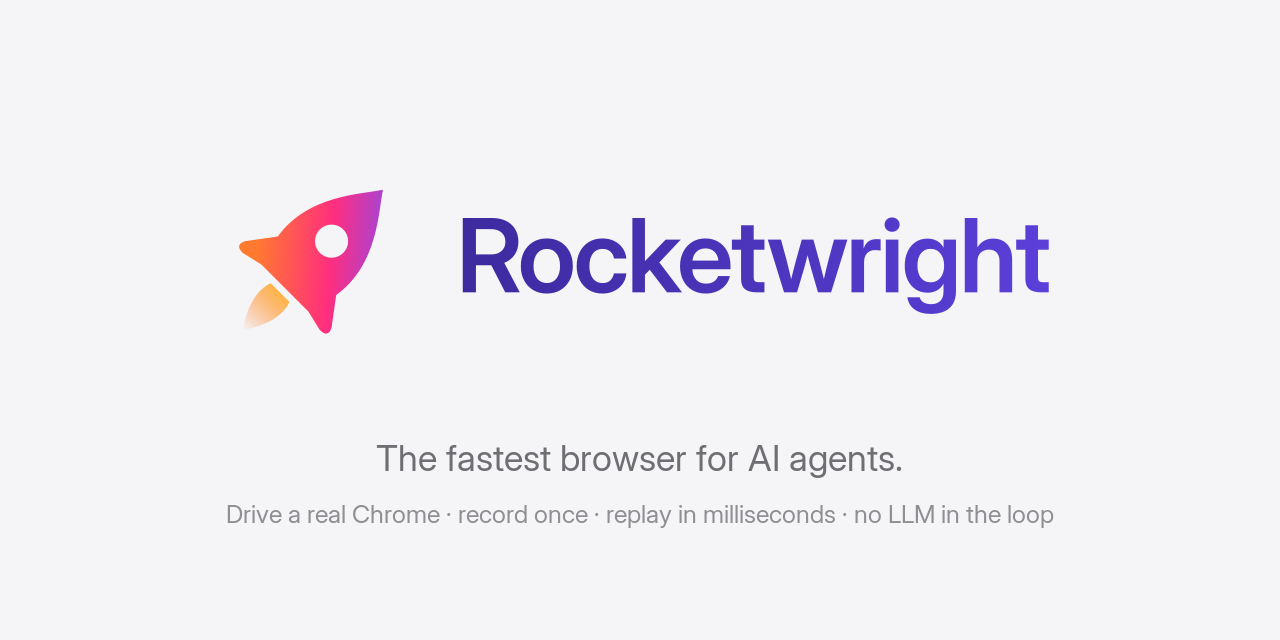 Rocketwright
The fastest browser for AI agents.
Drive a real Chrome · record once · replay in milliseconds · no LLM in the loop